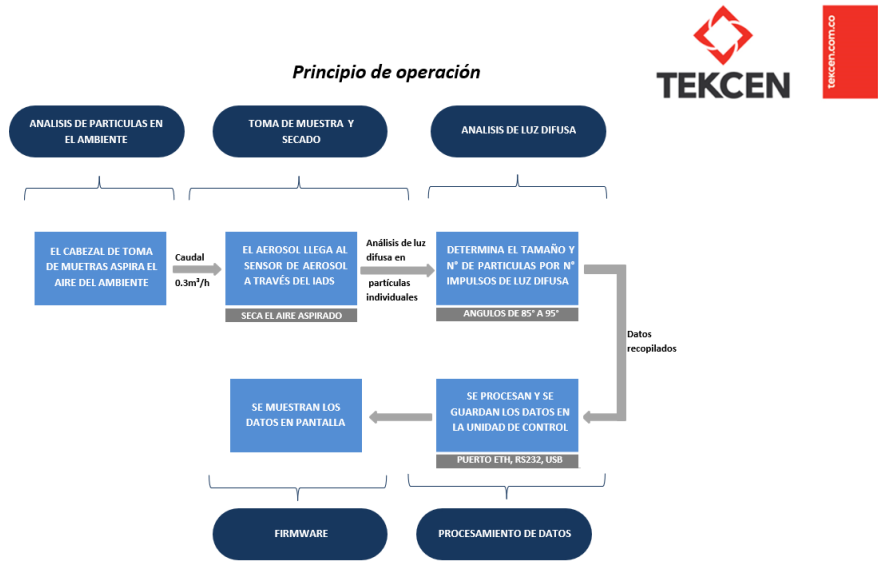 TEKCEN
tekcen.com.co
Principio de operación
ANALISIS DE PARTICULAS EN
EL AMBIENTE
TOMA DE MUESTRA Y
SECADO
ANALISIS DE LUZ DIFUSA
EL CABEZAL DE TOMA
DE MUETRAS ASPIRA EL
AIRE DEL AMBIENTE
Caudal
0.3m³/h
EL AEROSOL LLEGA AL
SENSOR DE AEROSOL
A TRAVÉS DEL IADS
SECA EL AIRE ASPIRADO
Análisis de luz
difusa en
partículas
individuales
DETERMINA EL TAMAÑO Y
N° DE PARTICULAS POR N°
IMPULSOS DE LUZ DIFUSA
ANGULOS DE 85° A 95°
Datos
recopilados
SE MUESTRAN LOS
DATOS EN PANTALLA
SE PROCESAN Y SE
GUARDAN LOS DATOS EN
LA UNIDAD DE CONTROL
PUERTO ETH, RS232, USB
FIRMWARE
PROCESAMIENTO DE DATOS